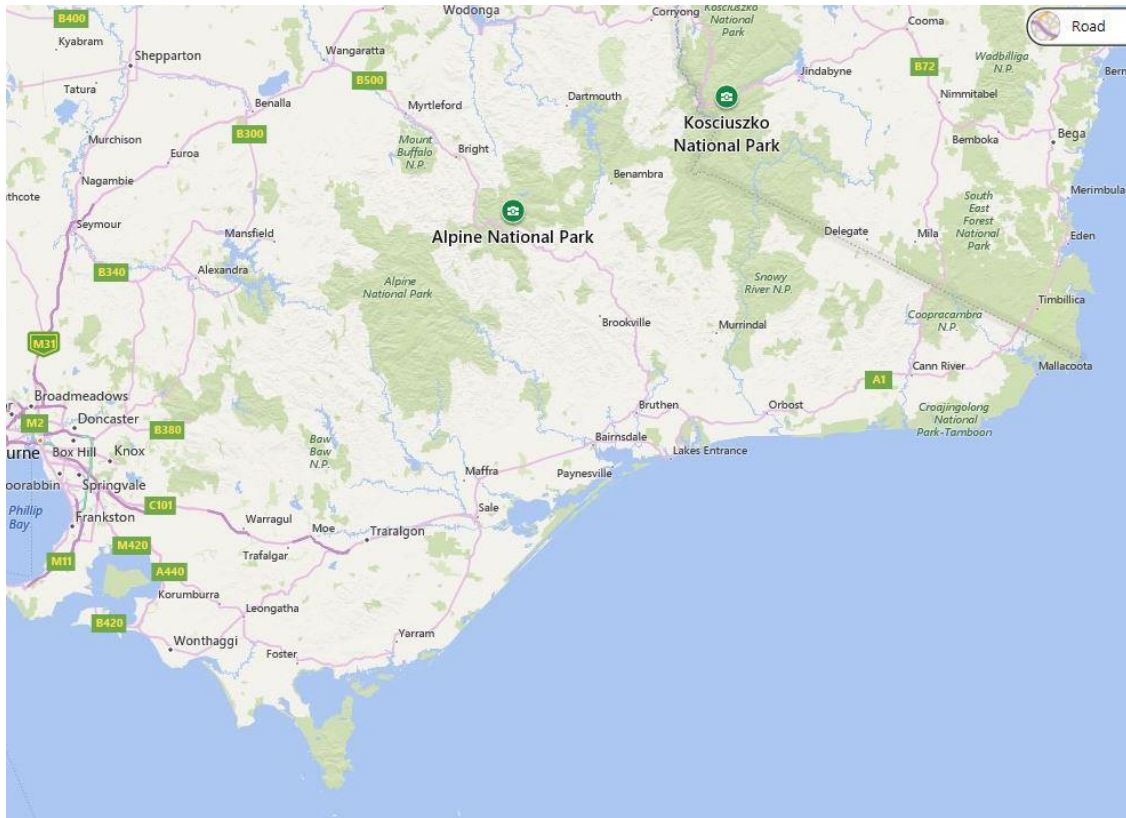 B400
Wodonga
Corryong
Kosciuszko
National
Park
Cooma
Road
Kyabram
Shepparton
Wangaratta
B500
Jindabyne
B72
Wadbilliga
N.P.
Bern
Tatura
Benalla
Myrtleford
Dartmouth
Nimmitabel
Murchison
B300
Kosciuszko
National Park
Bemboka
Bega
Euroa
Mount
Buffalo
N.P.
Bright
Nagambie
Benambra
Merimbula
athcote
South
East
Forest
National
Park
Seymour
Mansfield
Alpine National Park
Delegate
Mila
Eden
B340
Alexandra
Alpine
National Park
Snowy
River N.P.
Timbillica
Brookville
Murrindal
Coopracambra
N.P.
M31
Cann River
Mallacoota
A1
Broadmeadows
M2
Doncaster
B380
Bruthen
Orbost
Croajingolong
National
Park-Tamboon
urne
Box Hill
Knox
Baw
Baw
N.P.
Bairnsdale
Lakes Entrance
oorabbin
Springvale
Maffra
Paynesville
Phillip
Bay
Frankston
C101
Warragul
Moe
Traralgon
Sale
M420
Trafalgar
M11
A440
Korumburra
Leongatha
B420
Wonthaggi
Yarram
Foster